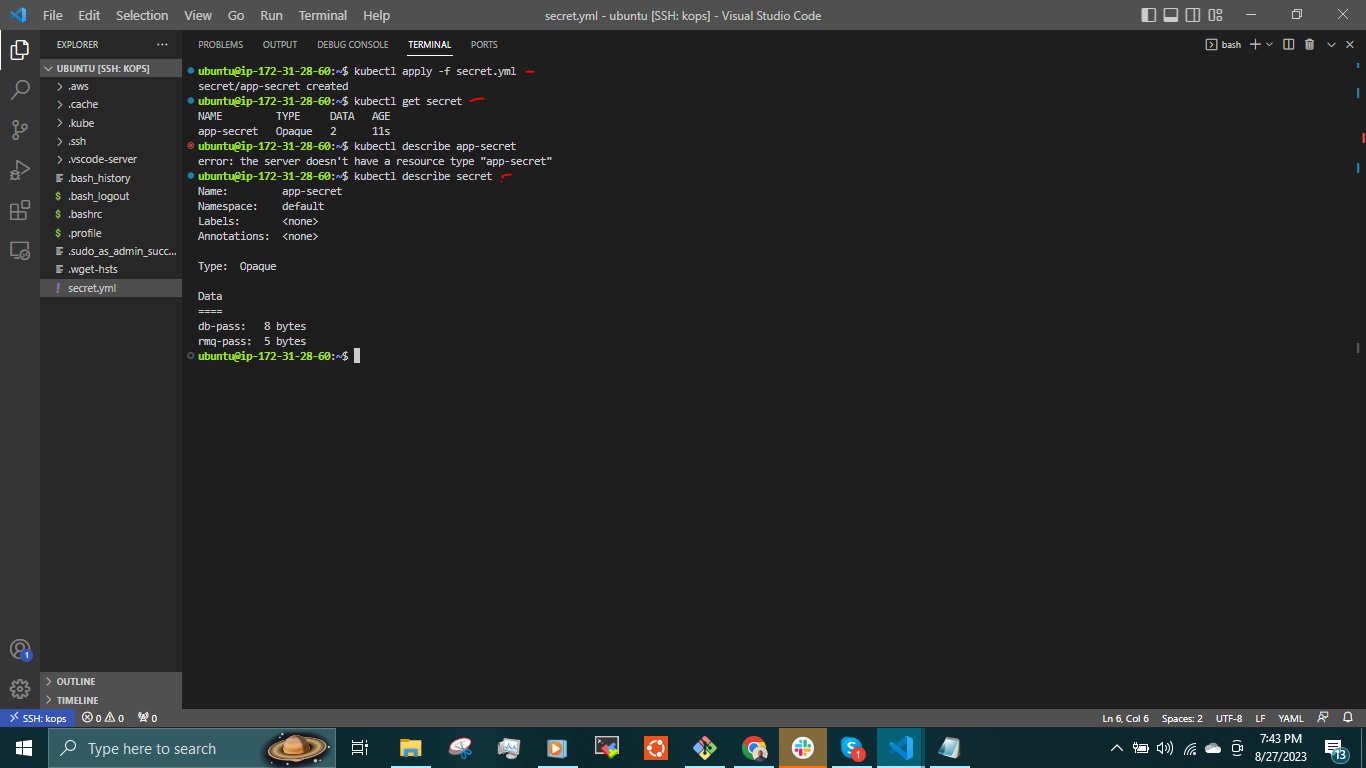 File Edit Selection View Go Run Terminal Help
secret.yml - ubuntu [SSH: kops] - Visual Studio Code
EXPLORER
UBUNTU [SSH: KOPS]
.aws
.cache
.kube
.ssh
.vscode-server
.bash_history
.bash_logout
.bashrc
.profile
.sudo_as_admin_succ...
.wget-hsts
secret.yml
OUTLINE
TIMELINE
PROBLEMS OUTPUT DEBUG CONSOLE TERMINAL PORTS
bash
ubuntu@ip-172-31-28-60:~$ kubectl apply -f secret.yml
secret/app-secret created
ubuntu@ip-172-31-28-60:~$ kubectl get secret
NAME TYPE DATA AGE
app-secret Opaque 2 11s
ubuntu@ip-172-31-28-60:~$ kubectl describe app-secret
error: the server doesn't have a resource type "app-secret"
ubuntu@ip-172-31-28-60:~$ kubectl describe secret
Name: app-secret
Namespace: default
Labels: <none>
Annotations: <none>
Type: Opaque
Data
====
db-pass: 8 bytes
rmq-pass: 5 bytes
ubuntu@ip-172-31-28-60:~$
1
SSH: kops 0 0 0
Ln 6, Col 6 Spaces: 2 UTF-8 LF YAML
Type here to search
1
7:43 PM
8/27/2023
13